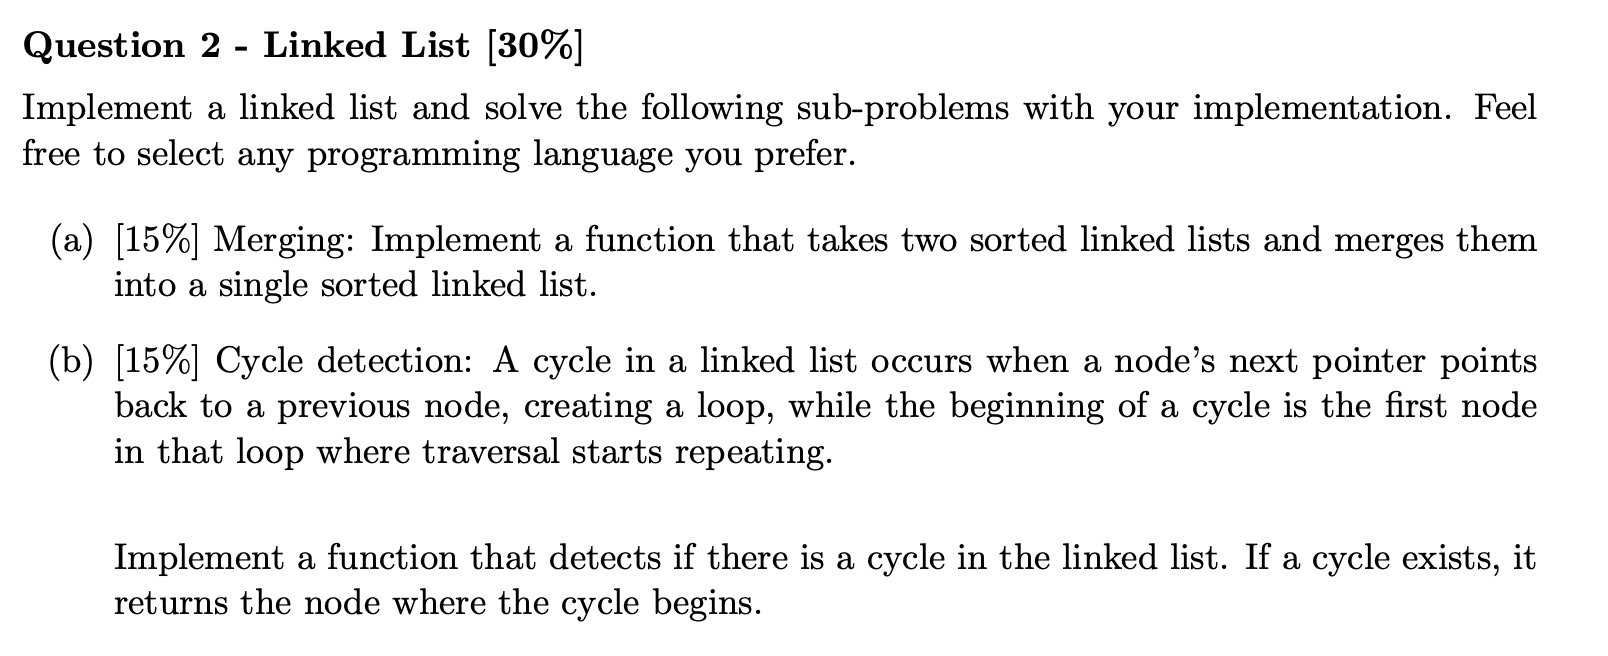 Question 2 - Linked List [30%]
Implement a linked list and solve the following sub-problems with your implementation. Feel
free to select any programming language you prefer.
(a) [15%] Merging: Implement a function that takes two sorted linked lists and merges them
into a single sorted linked list.
(b) [15%] Cycle detection: A cycle in a linked list occurs when a node’s next pointer points
back to a previous node, creating a loop, while the beginning of a cycle is the first node
in that loop where traversal starts repeating.
Implement a function that detects if there is a cycle in the linked list. If a cycle exists, it
returns the node where the cycle begins.